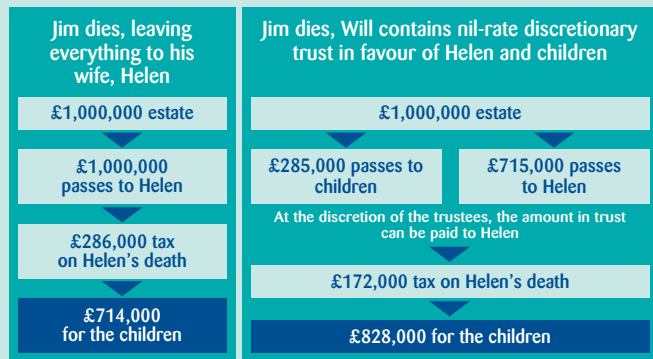 Jim dies, leaving
everything to his
wife, Helen
£1,000,000 estate
£1,000,000
passes to Helen
£286,000 tax
on Helen's death
£714,000
for the children
Jim dies, Will contains nil-rate discretionary
trust in favour of Helen and children
£1,000,000 estate
£285,000 passes to
children
£715,000 passes
to Helen
At the discretion of the trustees, the amount in trust
can be paid to Helen
£172,000 tax on Helen's death
£828,000 for the children